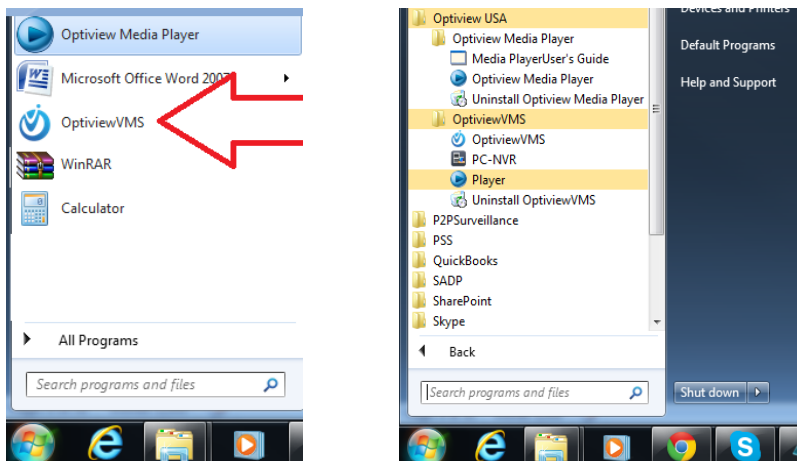 Optiview Media Player
Microsoft Office Word 2007
OptiviewVMS
WinRAR
Calculator
All Programs
Search programs and files
Optiview USA
Optiview Media Player
Media PlayerUser's Guide
Optiview Media Player
Uninstall Optiview Media Player
OptiviewVMS
OptiviewVMS
PC-NVR
Player
Uninstall OptiviewVMS
P2PSurveillance
PSS
QuickBooks
SADP
SharePoint
Skype
Back
Search programs and files
Devices and Printers
Default Programs
Help and Support
Shut down